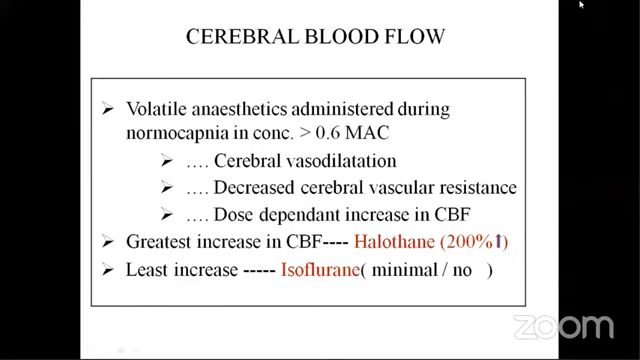 CEREBRAL BLOOD FLOW
➢ Volatile anaesthetics administered during
normocapnia in conc. > 0.6 MAC
➢ …. Cerebral vasodilatation
➢ …. Decreased cerebral vascular resistance
➢ …. Dose dependant increase in CBF
➢ Greatest increase in CBF---- Halothane (200%⬆)
➢ Least increase ----- Isoflurane( minimal / no )
zoom